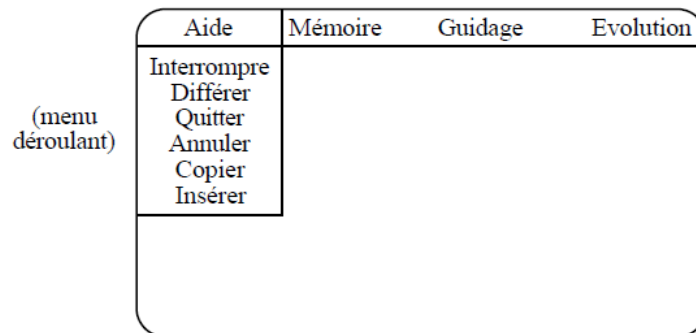 Aide Mémoire Guidage Evolution
Interrompre
Différer
Quitter
Annuler
Copier
Insérer
(menu
déroulant)